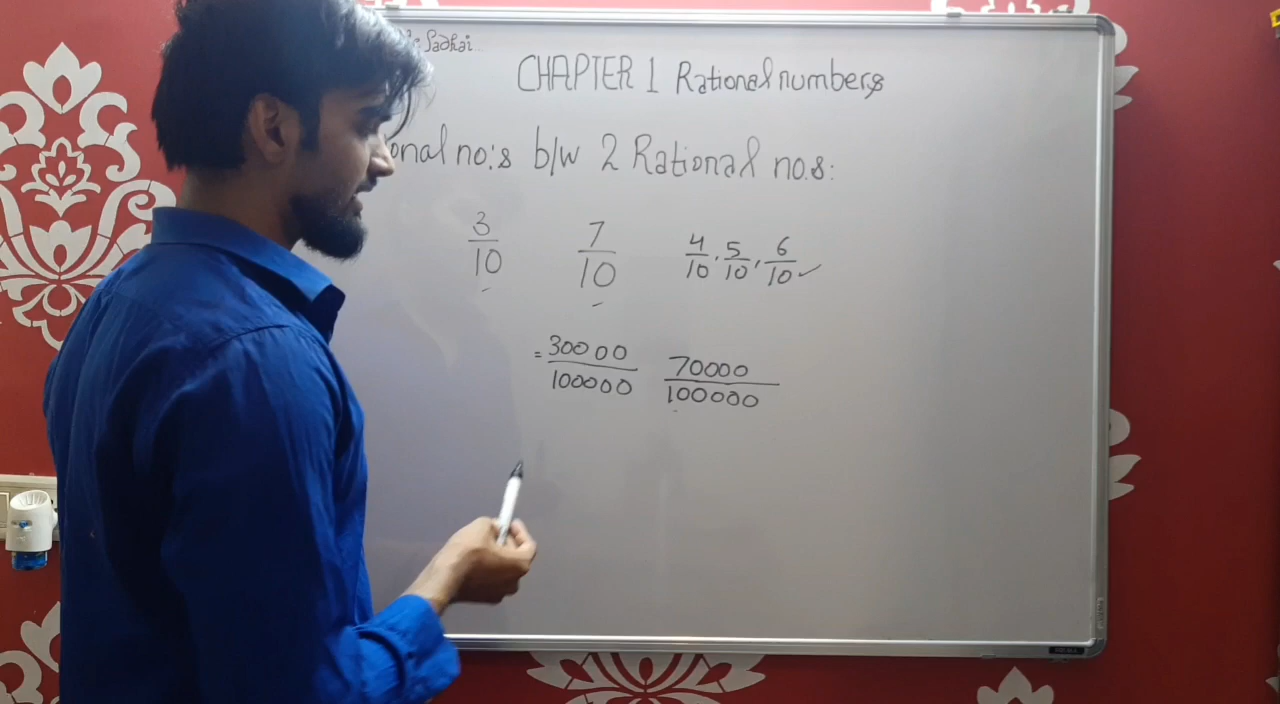 Padhai
CHAPTER 1 Rational numbers
onal no:s b/w 2 Rational no.s:
3/10 7/10 4/10, 5/10, 6/10 ✓
= 30000/100000 70000/100000